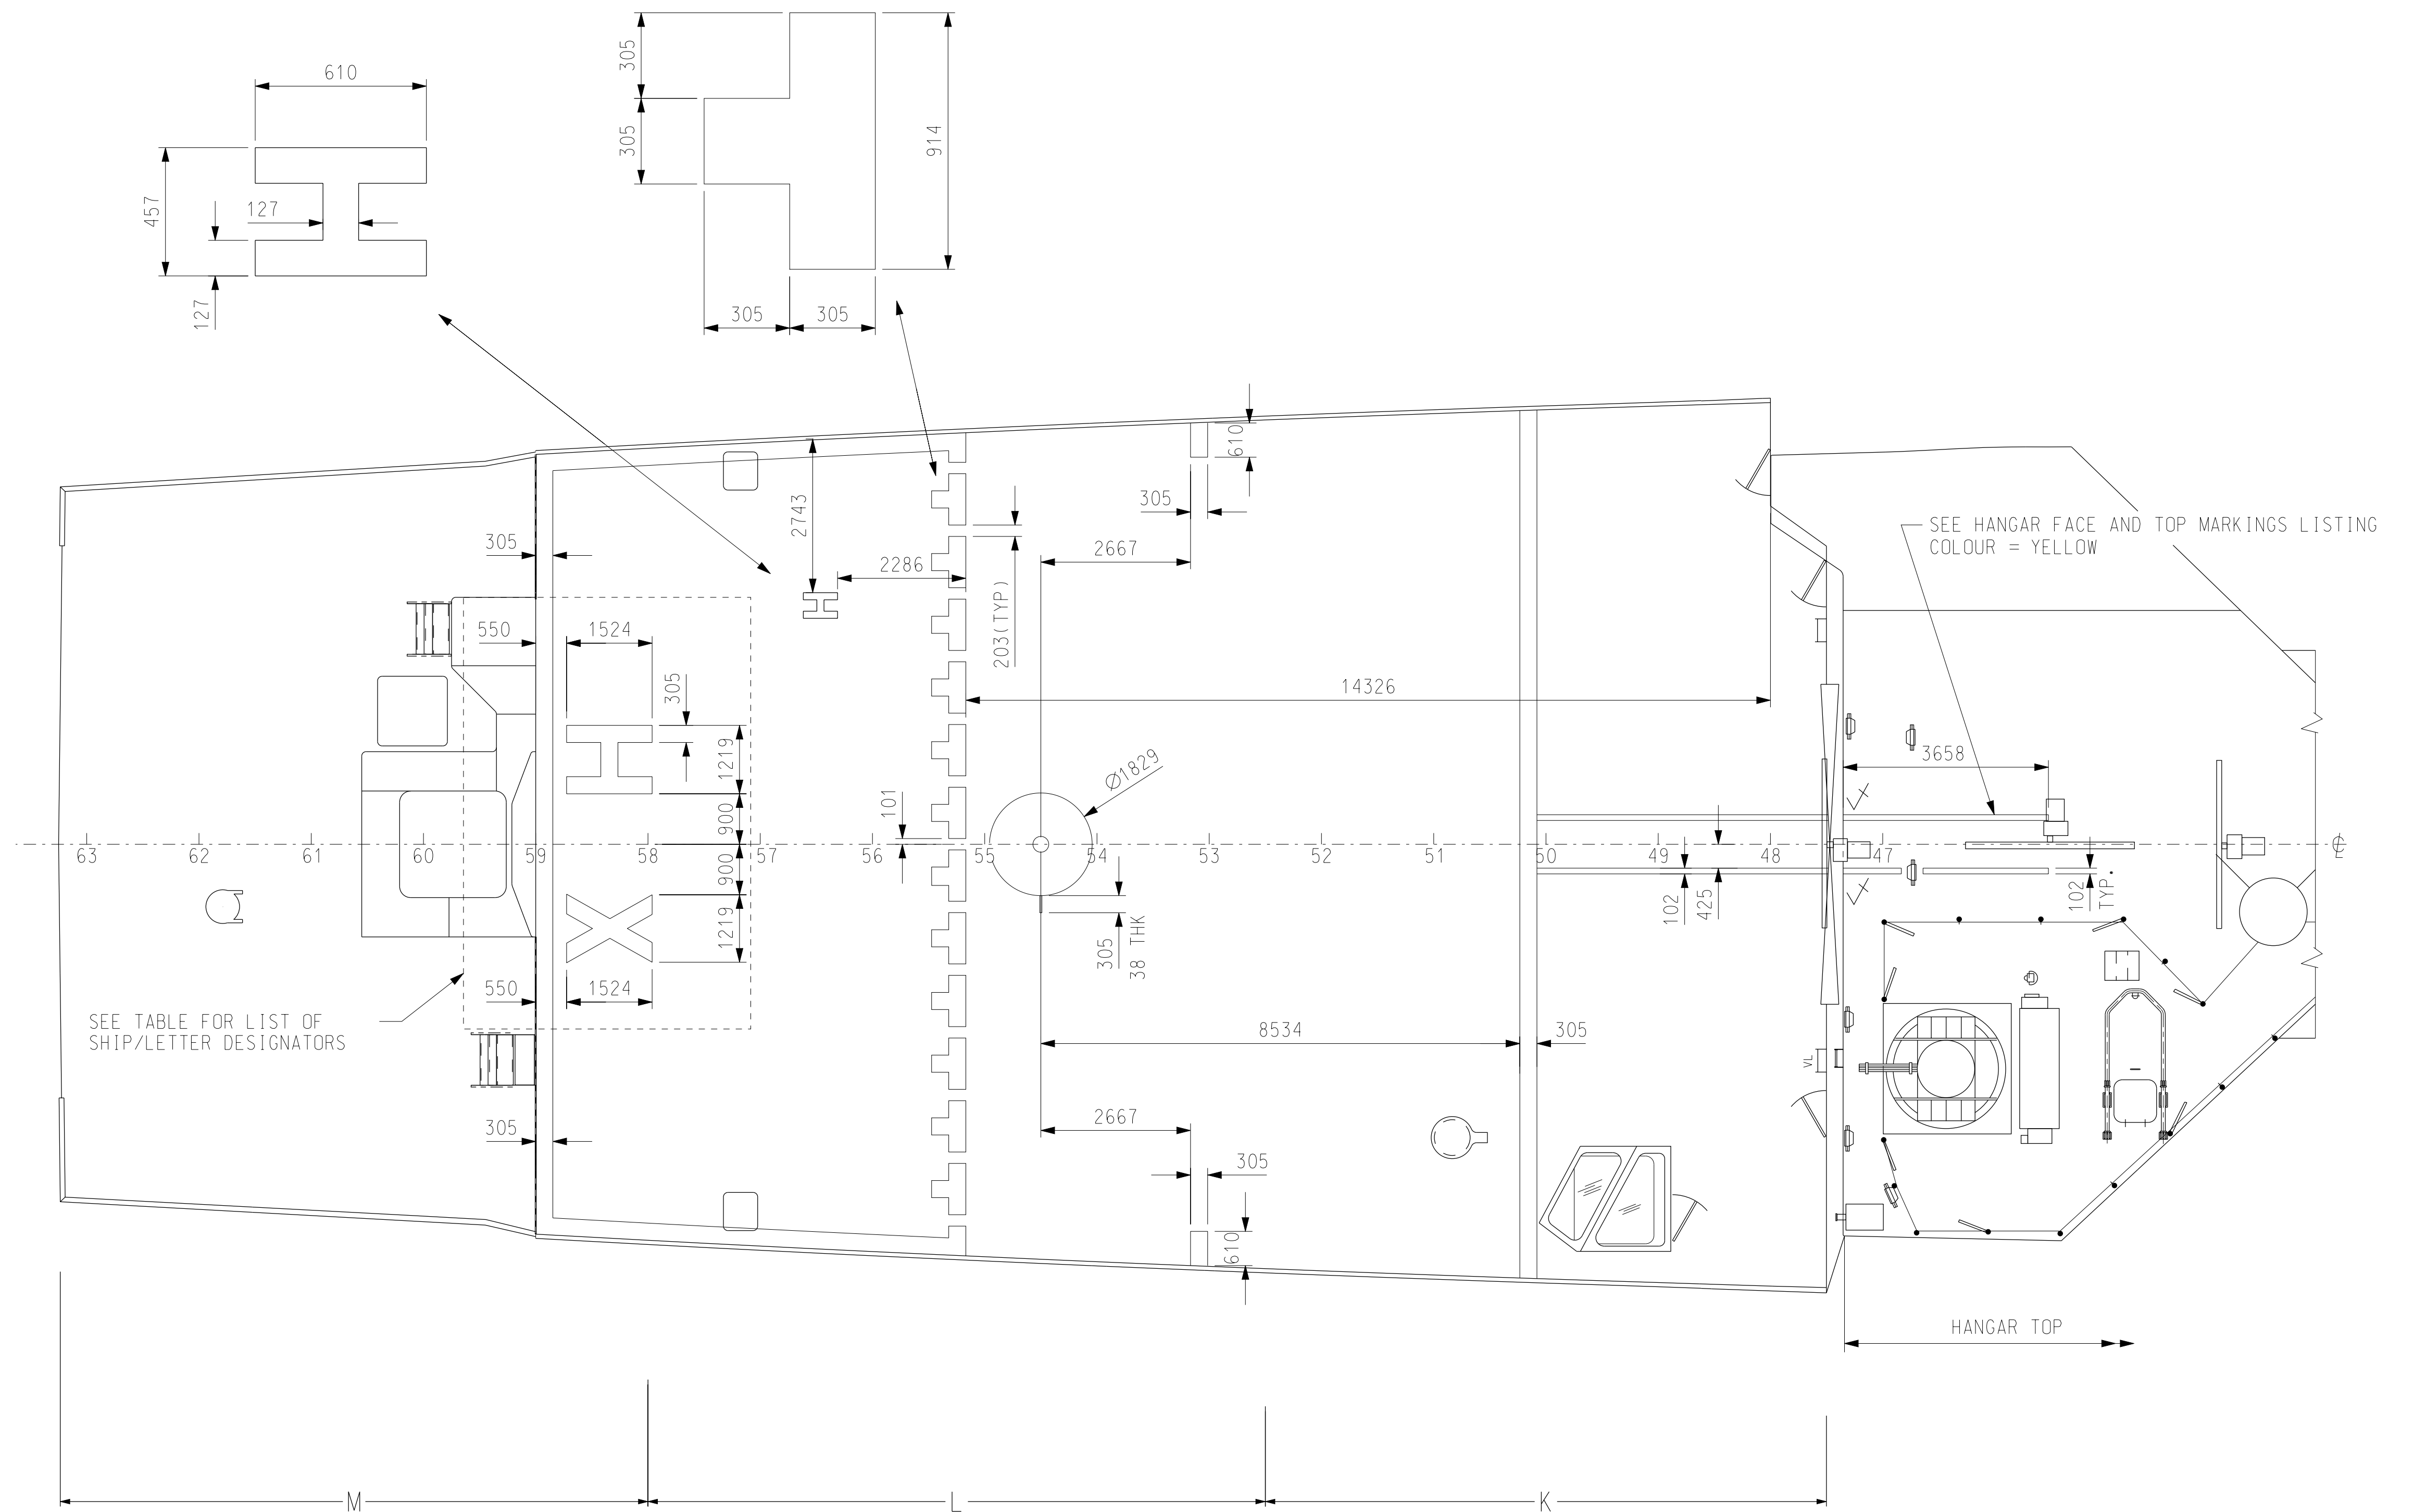 610
305
305
914
457
127
127
305
305
H
610
2743
305
2667
305
2286
203(TYP)
SEE HANGAR FACE AND TOP MARKINGS LISTING
COLOUR = YELLOW
550
1524
305
14326
H
1219
Ø1829
3658
101
900
63 62 61 60 59 58 57 56 55 54 53 52 51 50 49 48 47
900
102
425
102
TYP.
X
1219
305
38 THK
550
1524
SEE TABLE FOR LIST OF
SHIP/LETTER DESIGNATORS
8534
305
VL
305
2667
305
610
HANGAR TOP
M
L
K